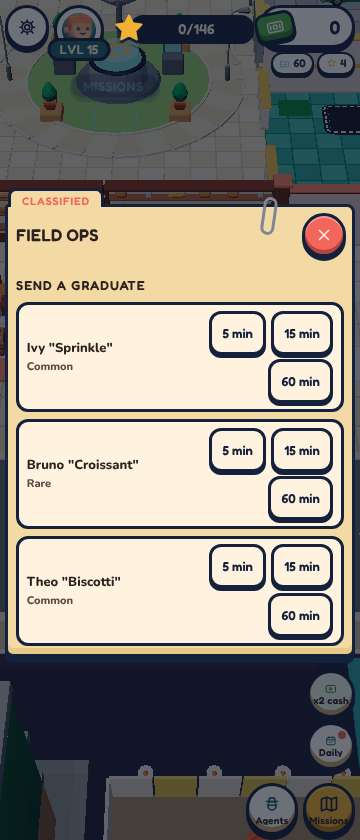 LVL 15
0/146
0
60
4
MISSIONS
CLASSIFIED
FIELD OPS
SEND A GRADUATE
Ivy "Sprinkle"
Common
5 min
15 min
60 min
Bruno "Croissant"
Rare
5 min
15 min
60 min
Theo "Biscotti"
Common
5 min
15 min
60 min
x2 cash
Daily
Agents
Missions